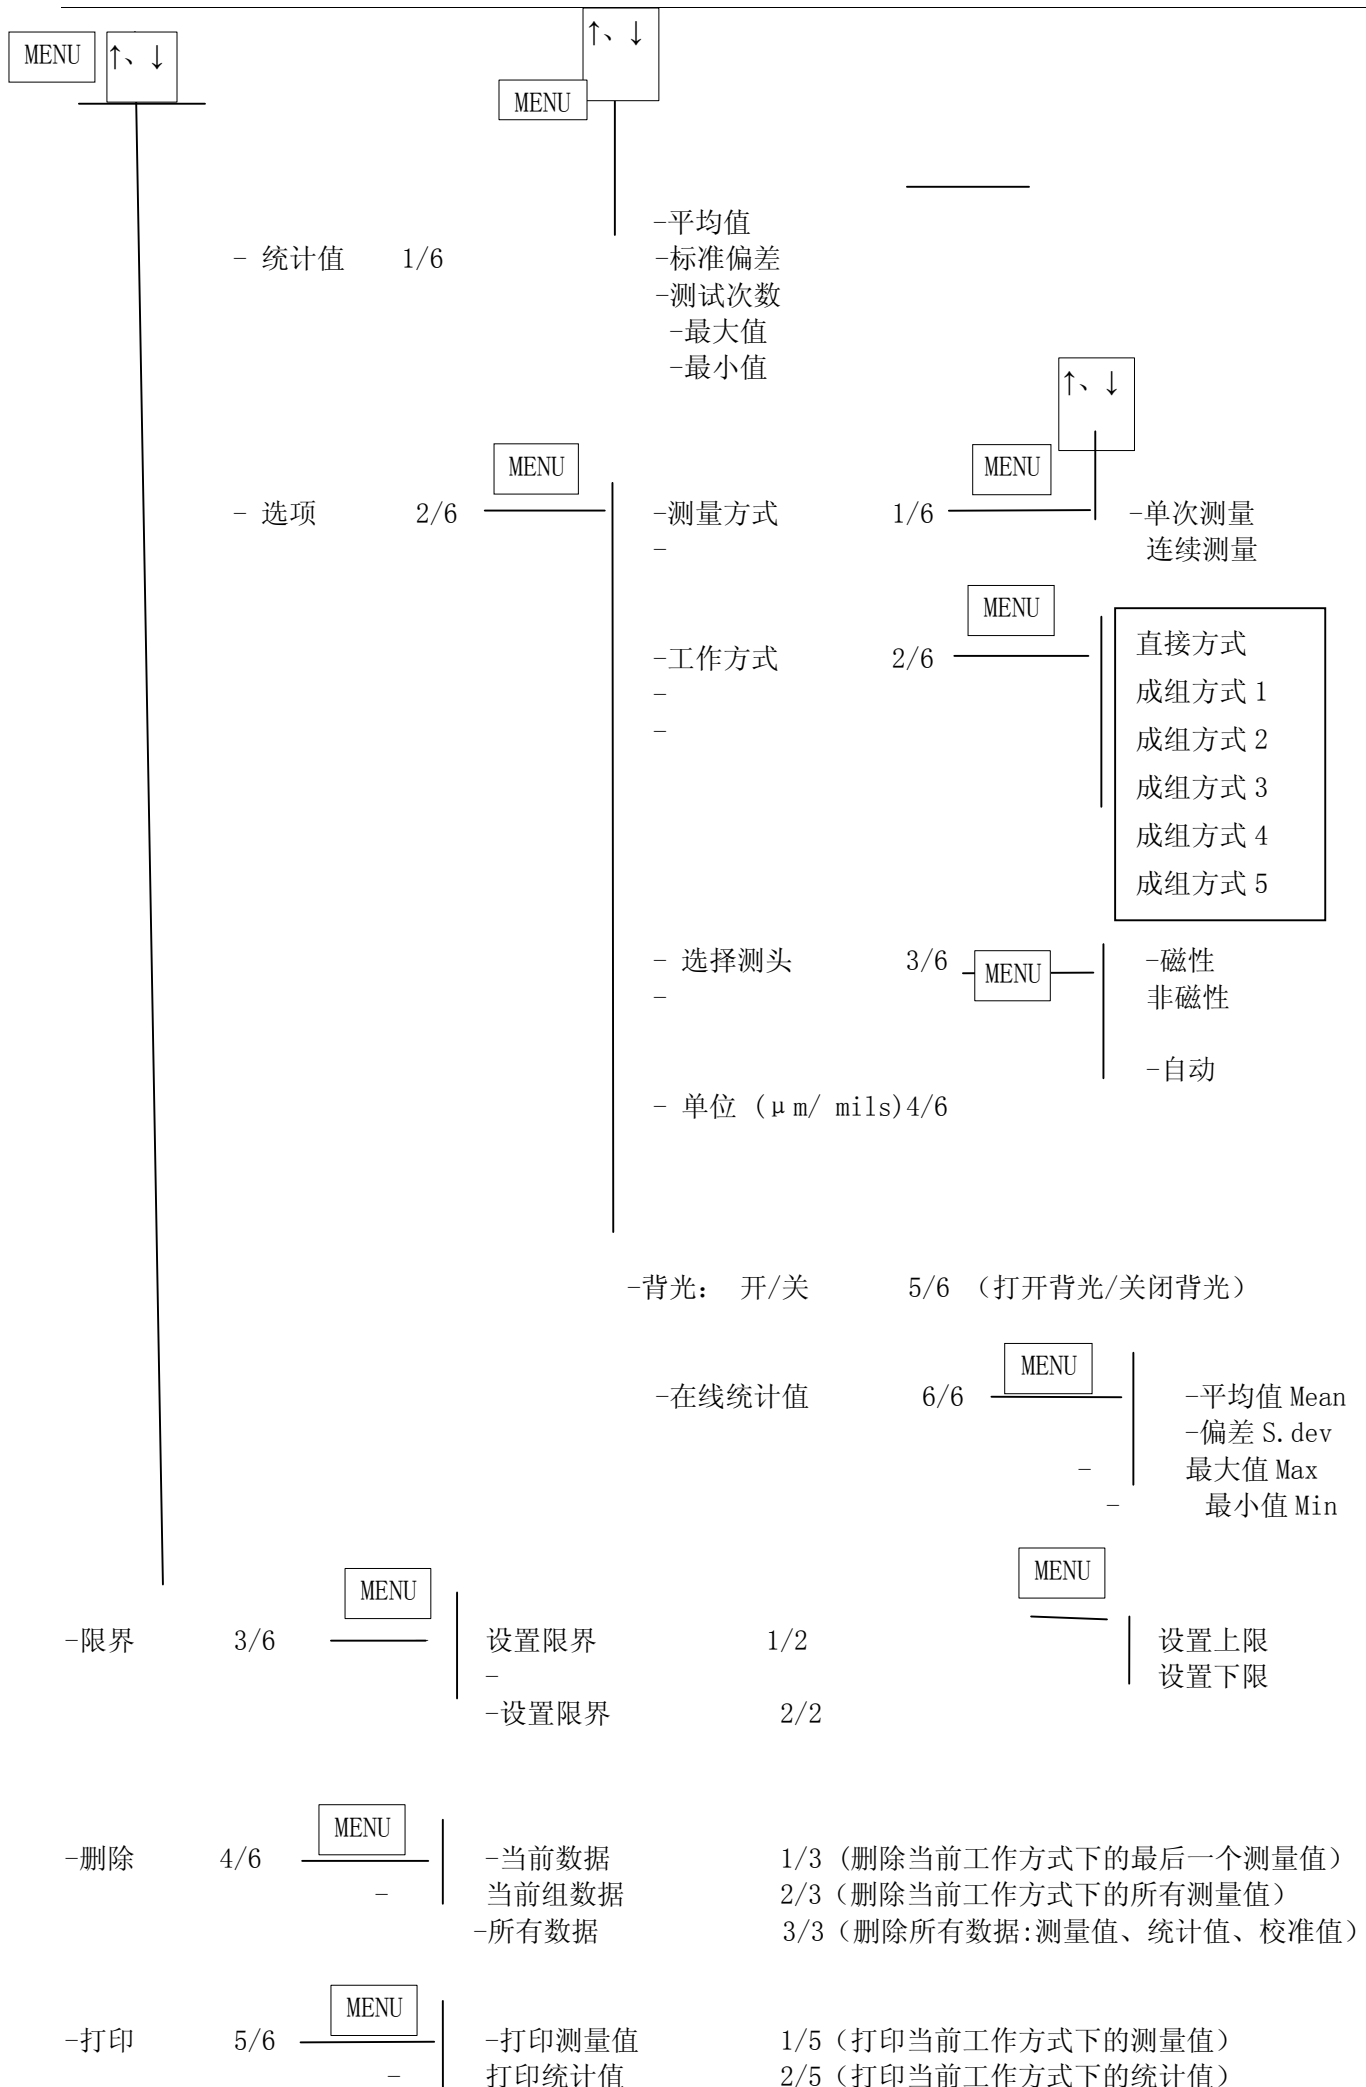 ↑、↓
MENU ↑、↓
MENU
-平均值
- 统计值 1/6 -标准偏差
-测试次数
-最大值
-最小值
↑、↓
MENU MENU
- 选项 2/6 -测量方式 1/6 -单次测量
- 连续测量
MENU
直接方式
-工作方式 2/6
- 成组方式 1
- 成组方式 2
成组方式 3
成组方式 4
成组方式 5
- 选择测头 3/6 MENU -磁性
- 非磁性
-自动
- 单位 (μm/ mils)4/6
-背光： 开/关 5/6 （打开背光/关闭背光）
MENU
-在线统计值 6/6 -平均值 Mean
-偏差 S.dev
- 最大值 Max
- 最小值 Min
MENU MENU
-限界 3/6 设置限界 1/2 设置上限
- 设置下限
-设置限界 2/2
MENU
-删除 4/6 -当前数据 1/3 (删除当前工作方式下的最后一个测量值）
- 当前组数据 2/3（删除当前工作方式下的所有测量值）
-所有数据 3/3（删除所有数据:测量值、统计值、校准值）
MENU
-打印 5/6 -打印测量值 1/5（打印当前工作方式下的测量值）
- 打印统计值 2/5（打印当前工作方式下的统计值）